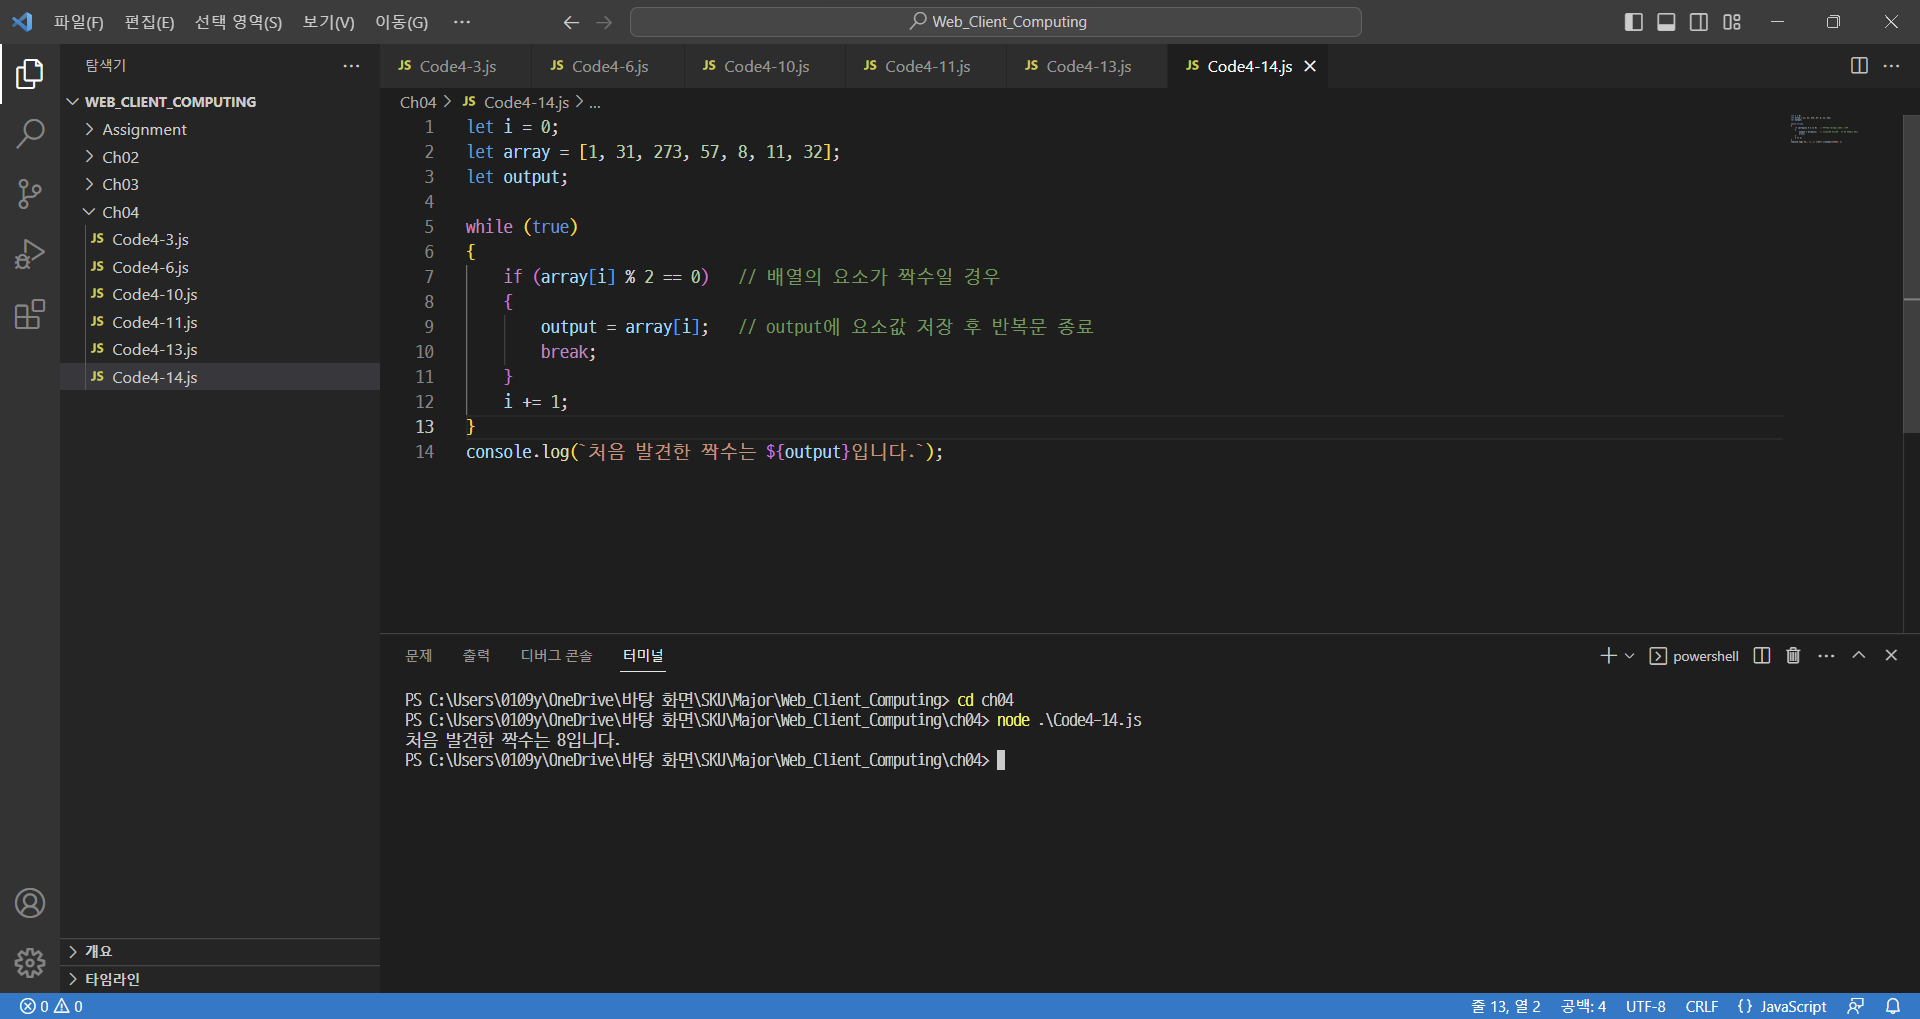 파일(F) 편집(E) 선택 영역(S) 보기(V) 이동(G) ··· Web_Client_Computing
탐색기 ···
WEB_CLIENT_COMPUTING
Assignment
Ch02
Ch03
Ch04
JS Code4-3.js
JS Code4-6.js
JS Code4-10.js
JS Code4-11.js
JS Code4-13.js
JS Code4-14.js
개요
타임라인
JS Code4-3.js JS Code4-6.js JS Code4-10.js JS Code4-11.js JS Code4-13.js JS Code4-14.js
Ch04 > JS Code4-14.js > ...
1 let i = 0;
2 let array = [1, 31, 273, 57, 8, 11, 32];
3 let output;
4
5 while (true)
6 {
7 if (array[i] % 2 == 0) // 배열의 요소가 짝수일 경우
8 {
9 output = array[i]; // output에 요소값 저장 후 반복문 종료
10 break;
11 }
12 i += 1;
13 }
14 console.log(`처음 발견한 짝수는 ${output}입니다.`);
문제 출력 디버그 콘솔 터미널 powershell
PS C:\Users\0109y\OneDrive\바탕 화면\SKU\Major\Web_Client_Computing> cd ch04
PS C:\Users\0109y\OneDrive\바탕 화면\SKU\Major\Web_Client_Computing\ch04> node .\Code4-14.js
처음 발견한 짝수는 8입니다.
PS C:\Users\0109y\OneDrive\바탕 화면\SKU\Major\Web_Client_Computing\ch04>
0 0 줄 13, 열 2 공백: 4 UTF-8 CRLF {} JavaScript